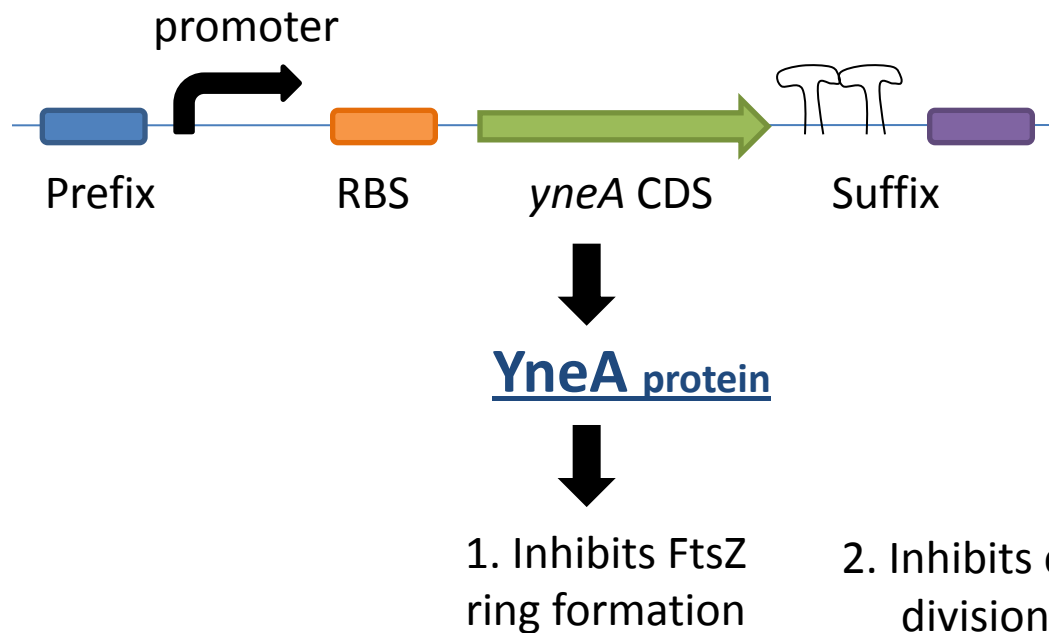 promoter
Prefix
RBS
yneA CDS
Suffix
YneA protein
1. Inhibits FtsZ
ring formation
2. Inhibits
division